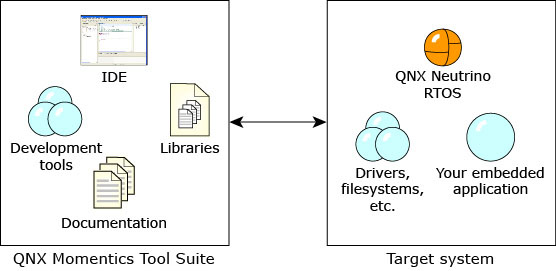 IDE
Development
tools
Libraries
Documentation
QNX Momentics Tool Suite
QNX Neutrino
RTOS
Drivers,
filesystems,
etc.
Your embedded
application
Target system